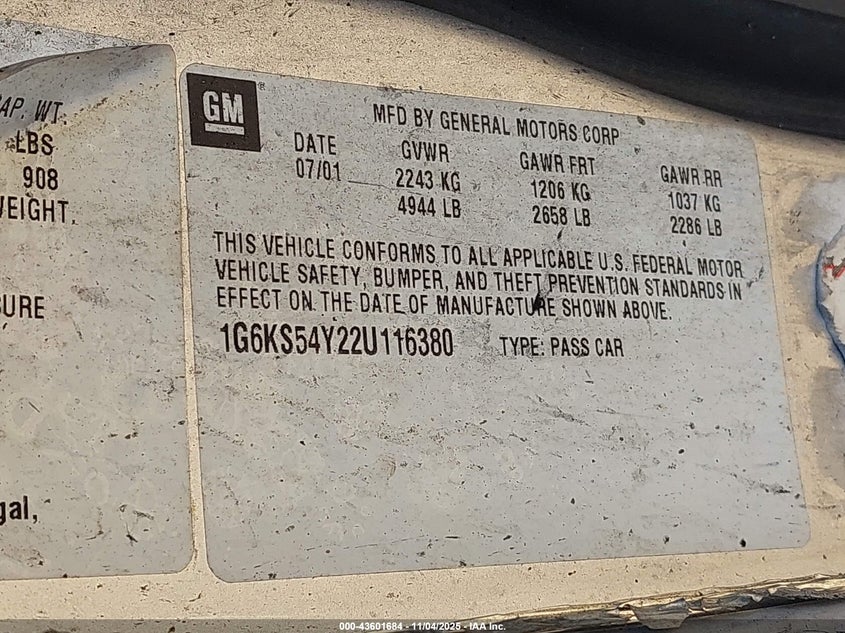 AP. WT
LBS
908
WEIGHT.
SURE
gal,
GM
MFD BY GENERAL MOTORS CORP
DATE GVWR GAWR FRT GAWR RR
07/01 2243 KG 1206 KG 1037 KG
4944 LB 2658 LB 2286 LB
THIS VEHICLE CONFORMS TO ALL APPLICABLE U.S. FEDERAL MOTOR
VEHICLE SAFETY, BUMPER, AND THEFT PREVENTION STANDARDS IN
EFFECT ON THE DATE OF MANUFACTURE SHOWN ABOVE.
1G6KS54Y22U116380 TYPE: PASS CAR
000-43601684 - 11/04/2025 - IAA Inc.